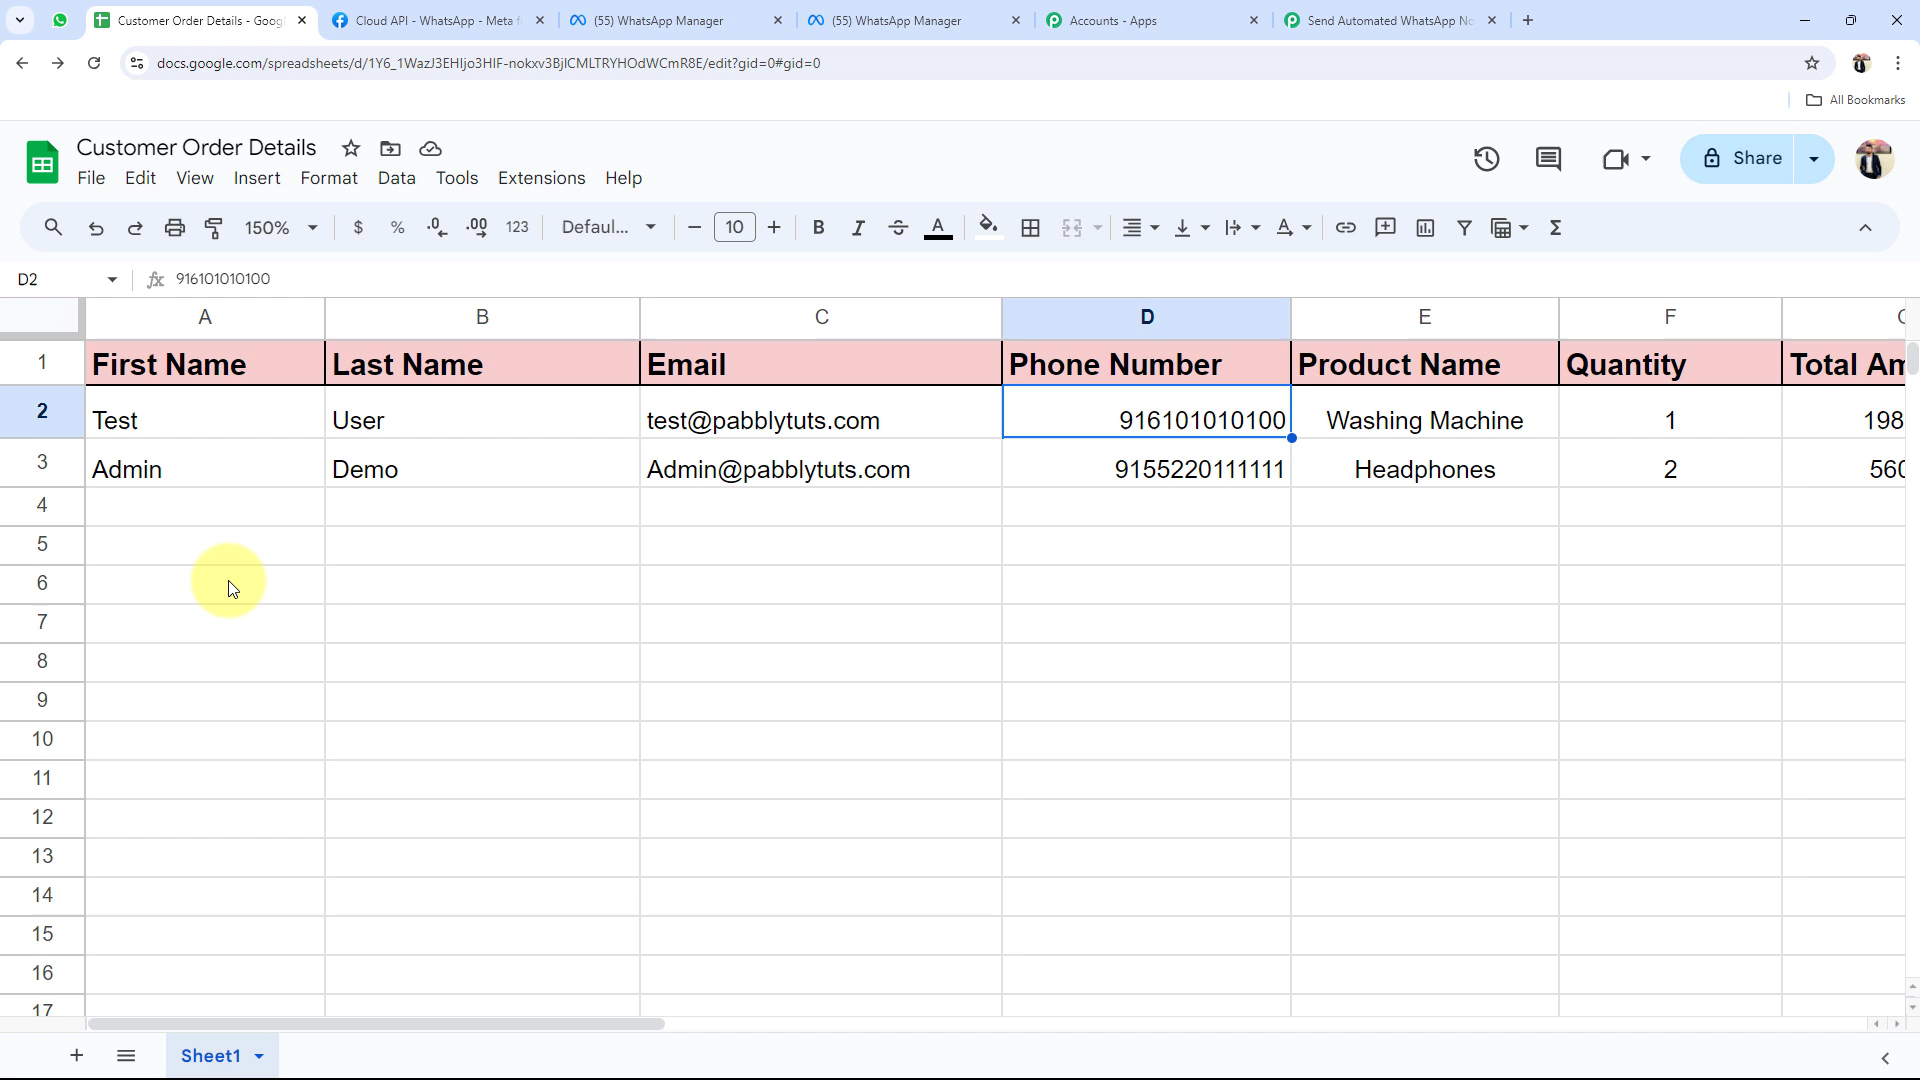 Customer Order Details - Goog
Cloud API - WhatsApp - Meta f
(55) WhatsApp Manager
(55) WhatsApp Manager
Accounts - Apps
Send Automated WhatsApp No
docs.google.com/spreadsheets/d/1Y6_1WazJ3EHIjo3HIF-nokxv3BjICMLTRYHOdWCmR8E/edit?gid=0#gid=0
All Bookmarks
Customer Order Details
File Edit View Insert Format Data Tools Extensions Help
Share
150% $ % .0 .00 123 Defaul... 10 B I A Σ
D2 fx 916101010100
A B C D E F
1 First Name Last Name Email Phone Number Product Name Quantity Total Am
2 Test User test@pabblytuts.com 916101010100 Washing Machine 1 198
3 Admin Demo Admin@pabblytuts.com 9155220111111 Headphones 2 560
4
5
6
7
8
9
10
11
12
13
14
15
16
17
Sheet1